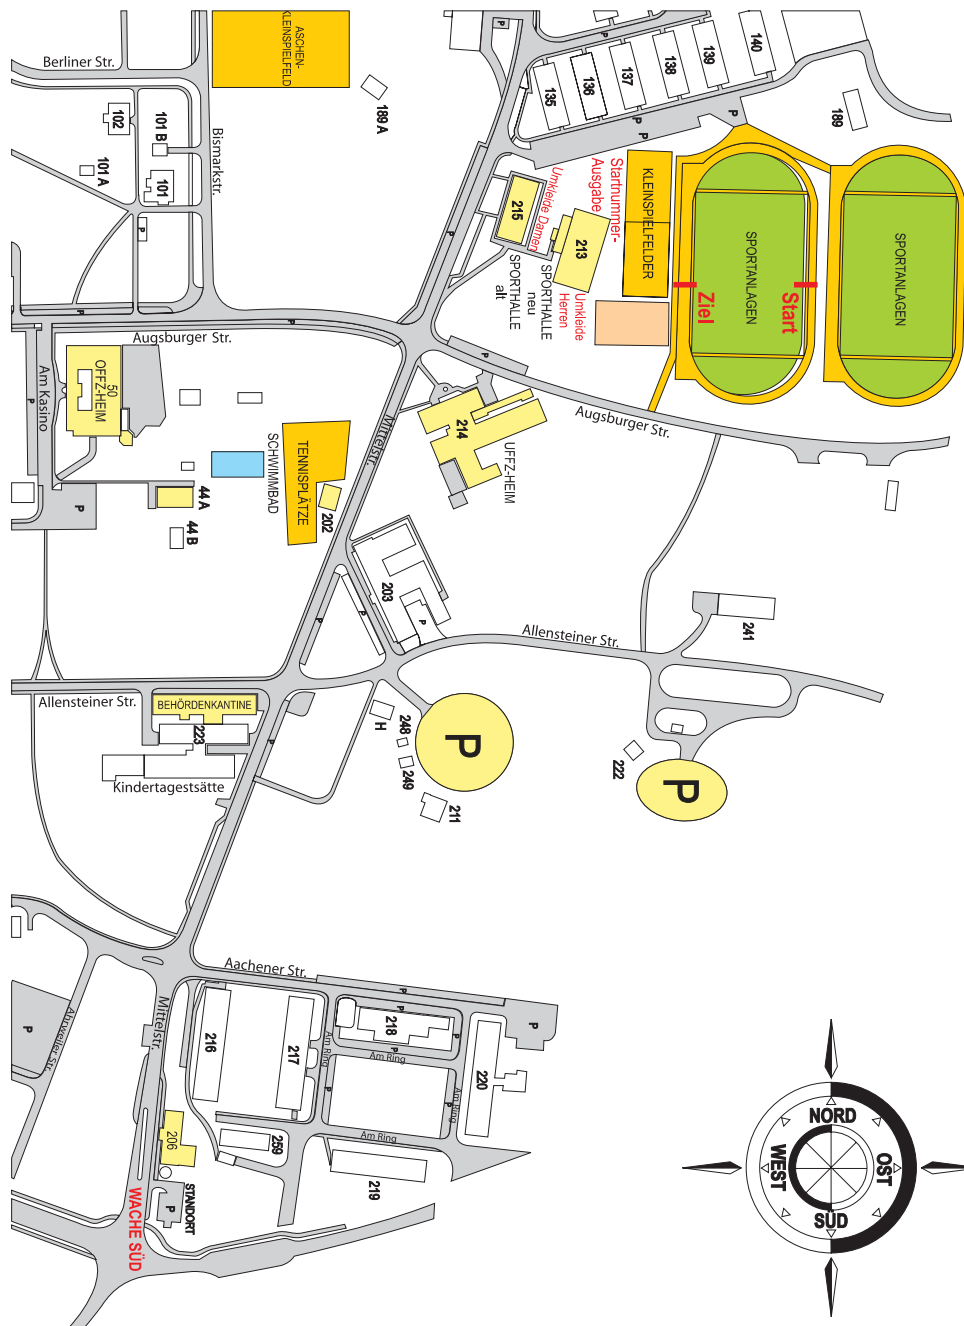 Berliner Str.
ASCHEN-
KLEINSPIELFELD
P
189 A
102
101 B
101 A
101
P
Bismarkstr.
P
135
136
137
138
139
140
P
P
P
P
189
Umkleide Damen
215
213
Startnummer-
Ausgabe
KLEINSPIELFELDER
SPORTANLAGEN
SPORTANLAGEN
Start
Ziel
Umkleide
Herren
SPORTHALLE
neu
SPORTHALLE
alt
P
P
Augsburger Str.
P
Augsburger Str.
50
OFFZ-HEIM
Am Kasino
P
P
Mittelstr.
214
UFFZ-HEIM
TENNISPLÄTZE
SCHWIMMBAD
202
44 A
44 B
P
203
P
P
P
Allensteiner Str.
241
Allensteiner Str.
BEHÖRDENKANTINE
223
Kindertagestsätte
P
H
248
249
211
P
222
P
Aachener Str.
P
Mittelstr.
Ahrweiler Str.
P
216
217
218
P
P
P
Am Ring
Am Ring
Am Ring
Am Ring
P
220
206
259
219
STANDORT
P
WACHE SÜD
NORD
OST
SÜD
WEST